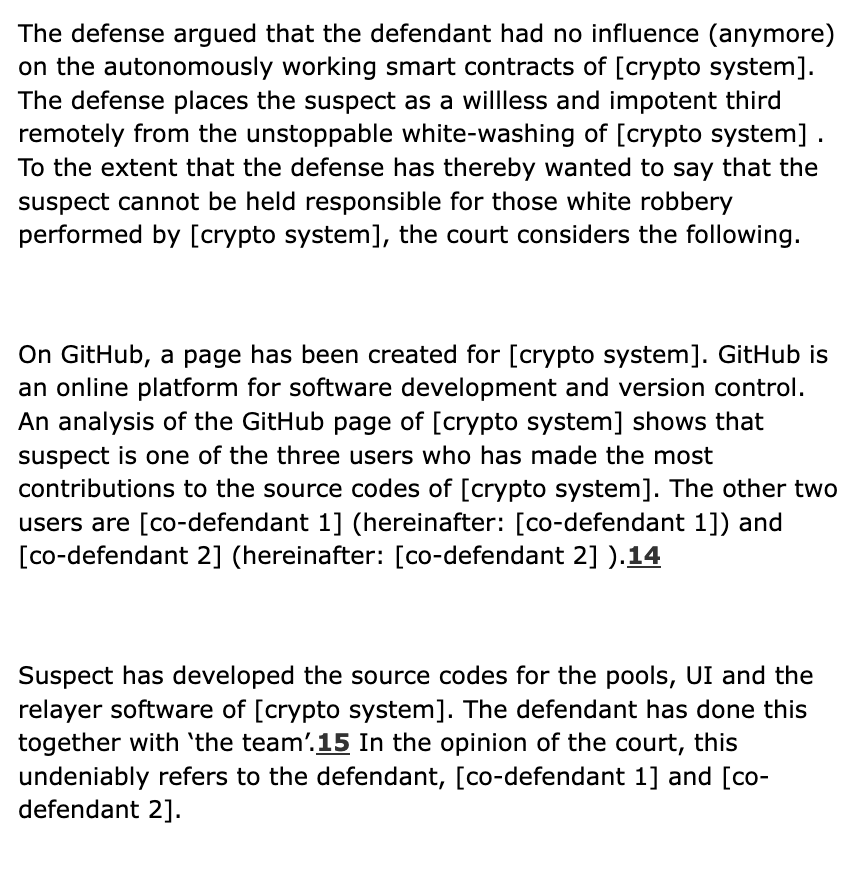 The defense argued that the defendant had no influence (anymore)
on the autonomously working smart contracts of [crypto system].
The defense places the suspect as a willless and impotent third
remotely from the unstoppable white-washing of [crypto system] .
To the extent that the defense has thereby wanted to say that the
suspect cannot be held responsible for those white robbery
performed by [crypto system], the court considers the following.
On GitHub, a page has been created for [crypto system]. GitHub is
an online platform for software development and version control.
An analysis of the GitHub page of [crypto system] shows that
suspect is one of the three users who has made the most
contributions to the source codes of [crypto system]. The other two
users are [co-defendant 1] (hereinafter: [co-defendant 1]) and
[co-defendant 2] (hereinafter: [co-defendant 2] ).14
Suspect has developed the source codes for the pools, UI and the
relayer software of [crypto system]. The defendant has done this
together with ‘the team’.15 In the opinion of the court, this
undeniably refers to the defendant, [co-defendant 1] and [co-
defendant 2].